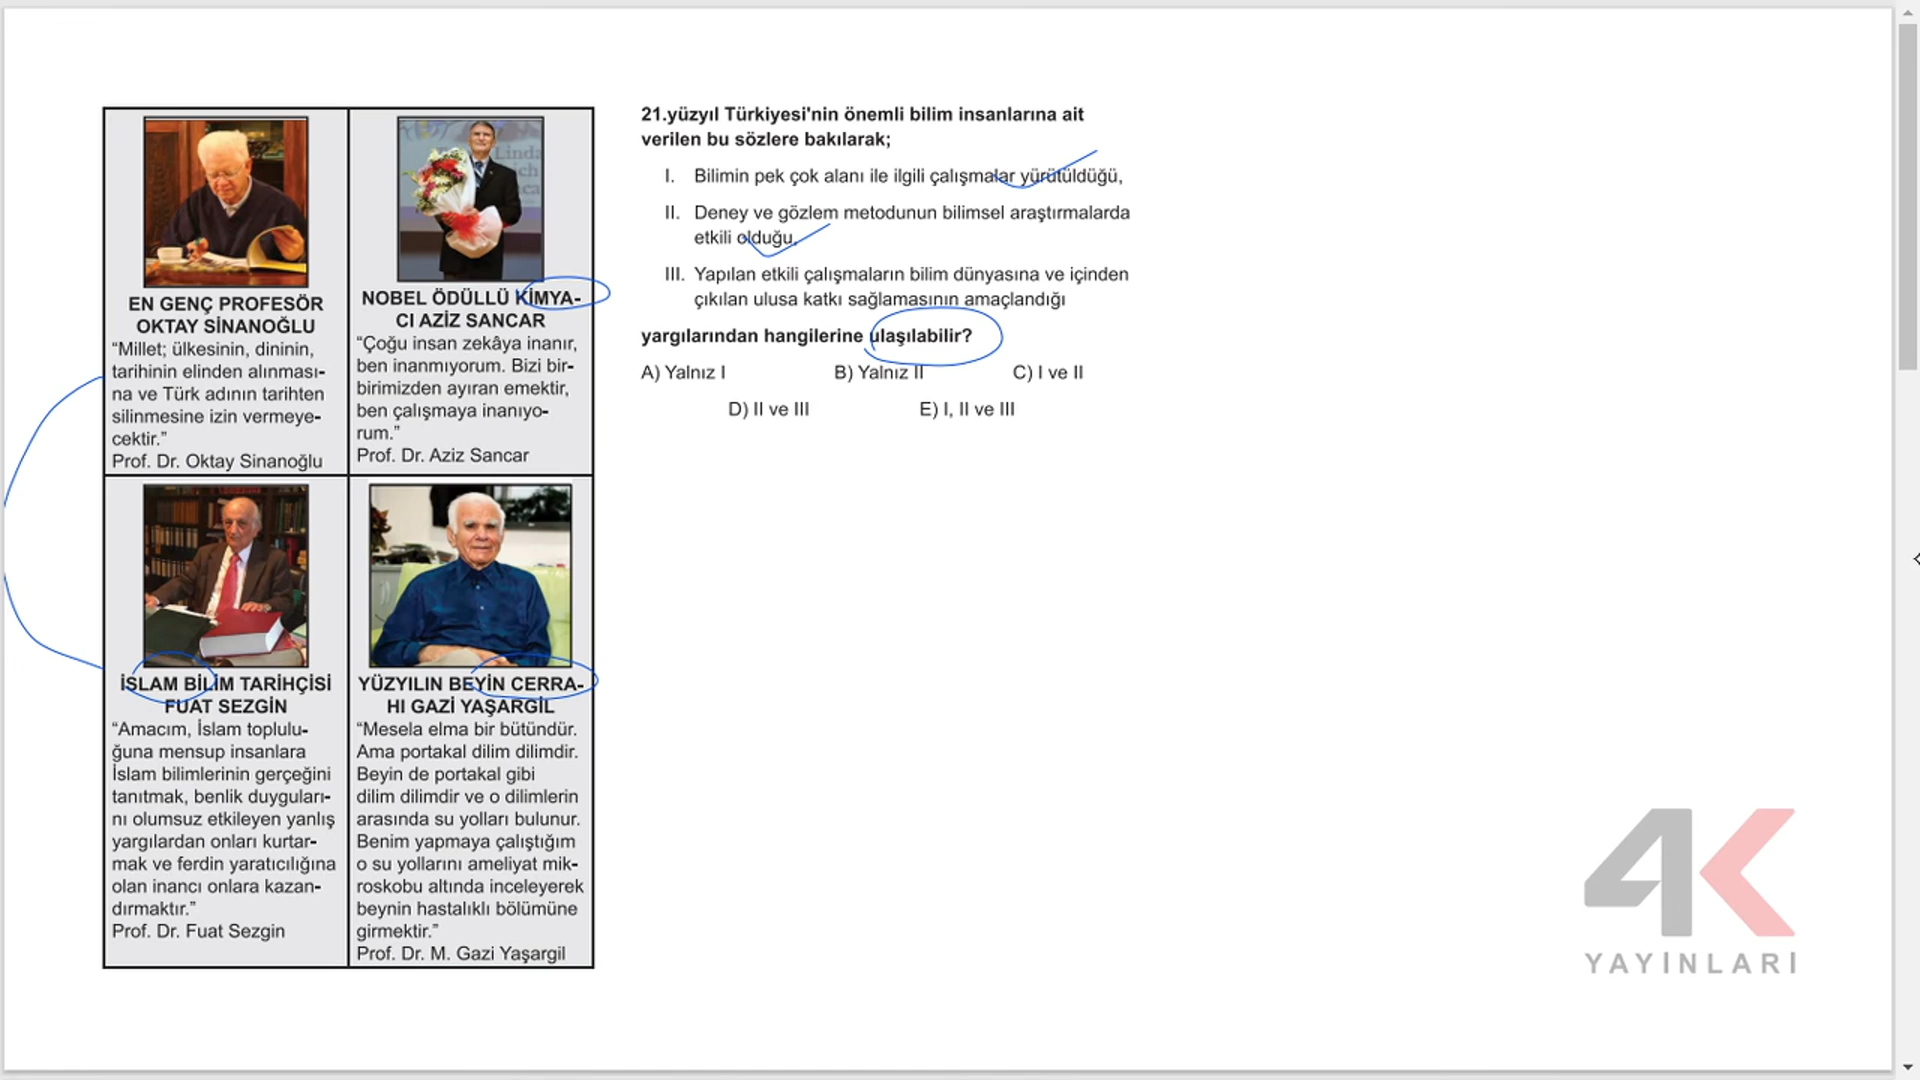 EN GENÇ PROFESÖR
OKTAY SİNANOĞLU
“Millet; ülkesinin, dininin,
tarihinin elinden alınması-
na ve Türk adının tarihten
silinmesine izin vermeye-
cektir.”
Prof. Dr. Oktay Sinanoğlu
NOBEL ÖDÜLLÜ KİMYA-
CI AZİZ SANCAR
“Çoğu insan zekâya inanır,
ben inanmıyorum. Bizi bir-
birimizden ayıran emektir,
ben çalışmaya inanıyo-
rum.”
Prof. Dr. Aziz Sancar
İSLAM BİLİM TARİHÇİSİ
FUAT SEZGİN
“Amacım, İslam toplulu-
ğuna mensup insanlara
İslam bilimlerinin gerçeğini
tanıtmak, benlik duyguları-
nı olumsuz etkileyen yanlış
yargılardan onları kurtar-
mak ve ferdin yaratıcılığına
olan inancı onlara kazan-
dırmaktır.”
Prof. Dr. Fuat Sezgin
YÜZYILIN BEYİN CERRA-
HI GAZİ YAŞARGİL
“Mesela elma bir bütündür.
Ama portakal dilim dilimdir.
Beyin de portakal gibi
dilim dilimdir ve o dilimlerin
arasında su yolları bulunur.
Benim yapmaya çalıştığım
o su yollarını ameliyat mik-
roskobu altında inceleyerek
beynin hastalıklı bölümüne
girmektir.”
Prof. Dr. M. Gazi Yaşargil
21.yüzyıl Türkiyesi'nin önemli bilim insanlarına ait
verilen bu sözlere bakılarak;
I. Bilimin pek çok alanı ile ilgili çalışmalar yürütüldüğü,
II. Deney ve gözlem metodunun bilimsel araştırmalarda
etkili olduğu,
III. Yapılan etkili çalışmaların bilim dünyasına ve içinden
çıkılan ulusa katkı sağlamasının amaçlandığı
yargılarından hangilerine ulaşılabilir?
A) Yalnız I B) Yalnız II C) I ve II
D) II ve III E) I, II ve III
4K
YAYINLARI